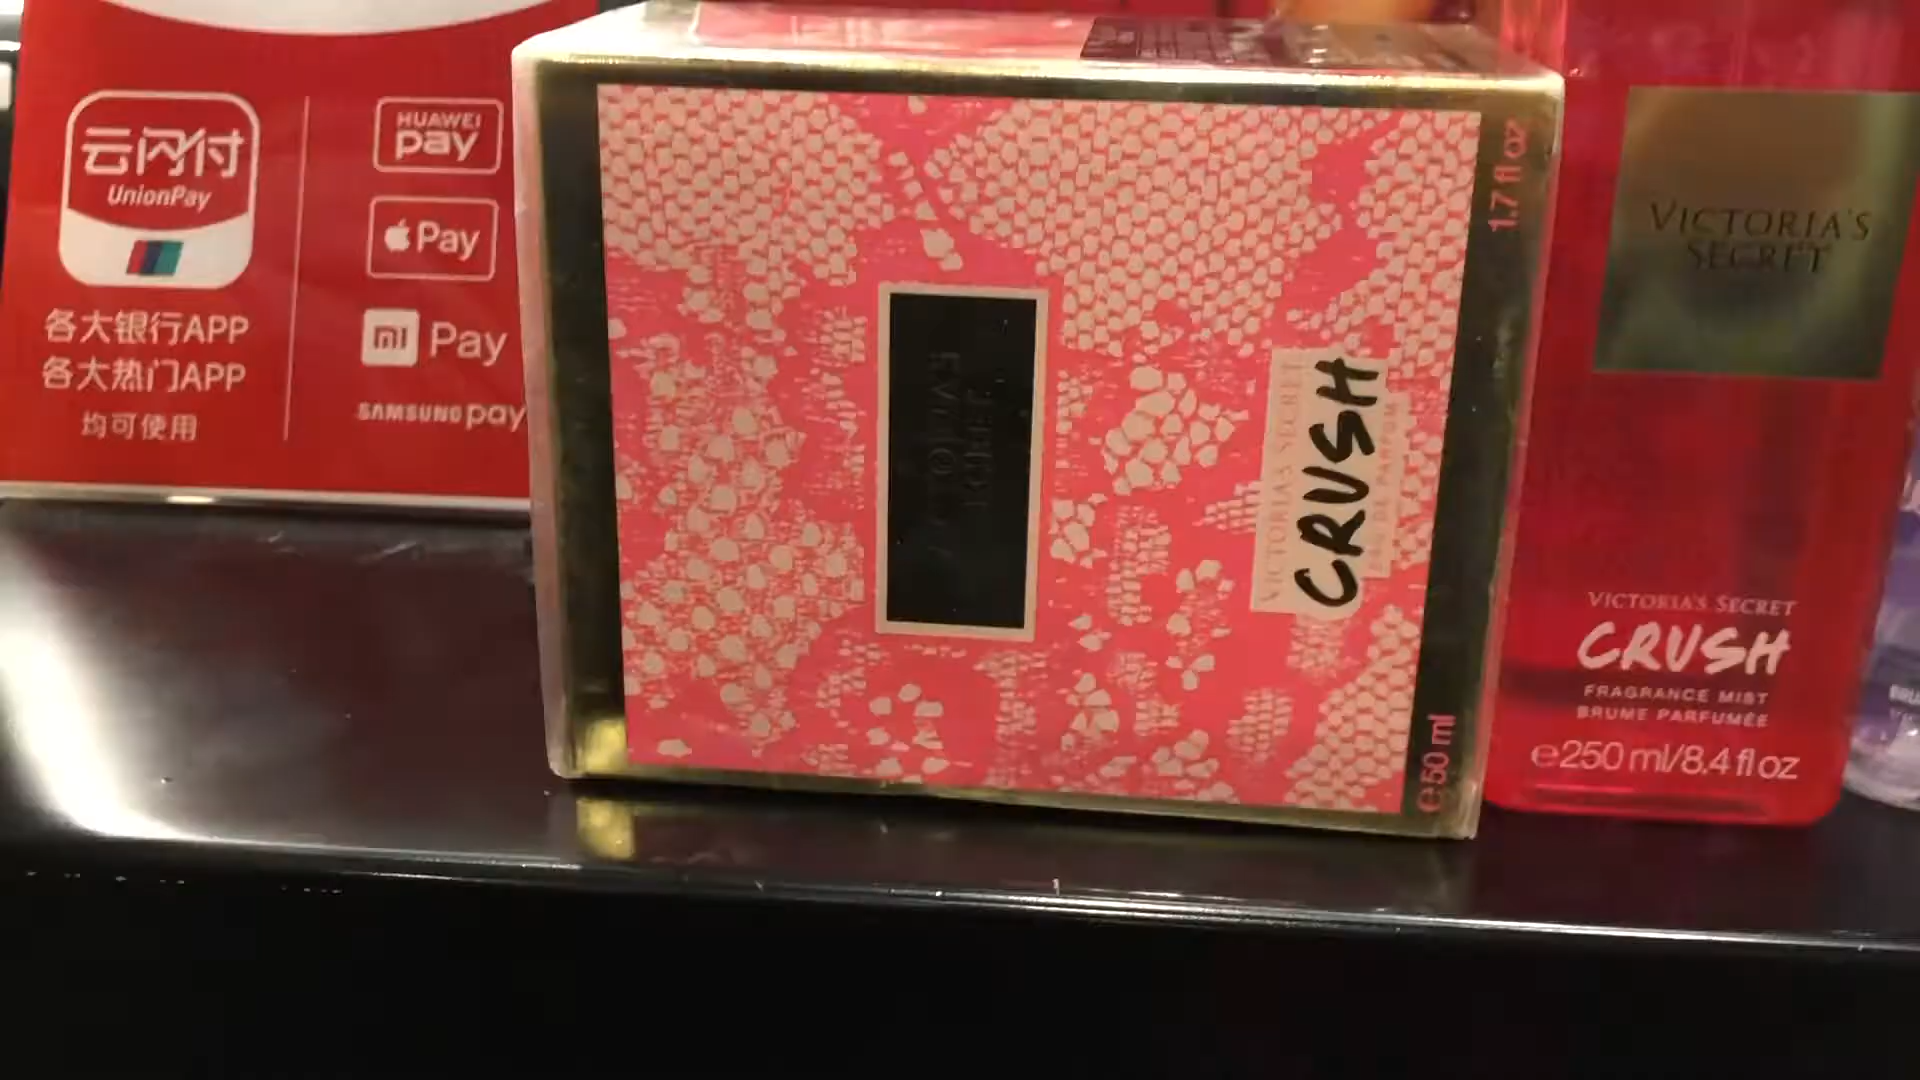 云闪付
UnionPay
各大银行APP
各大热门APP
均可使用
HUAWEI
pay
Pay
mi Pay
SAMSUNG pay
VICTORIA'S SECRET
CRUSH
1.7 fl oz
e50 ml
VICTORIA'S
SECRET
VICTORIA'S SECRET
CRUSH
FRAGRANCE MIST
BRUME PARFUMÉE
e250 ml/8.4 fl oz